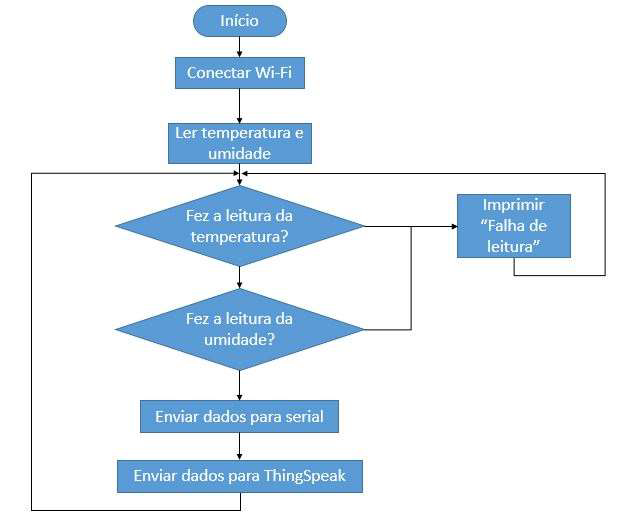 Início
Conectar Wi-Fi
Ler temperatura e
umidade
Fez a leitura da
temperatura?
Imprimir
“Falha de
leitura”
Fez a leitura da
umidade?
Enviar dados para serial
Enviar dados para ThingSpeak